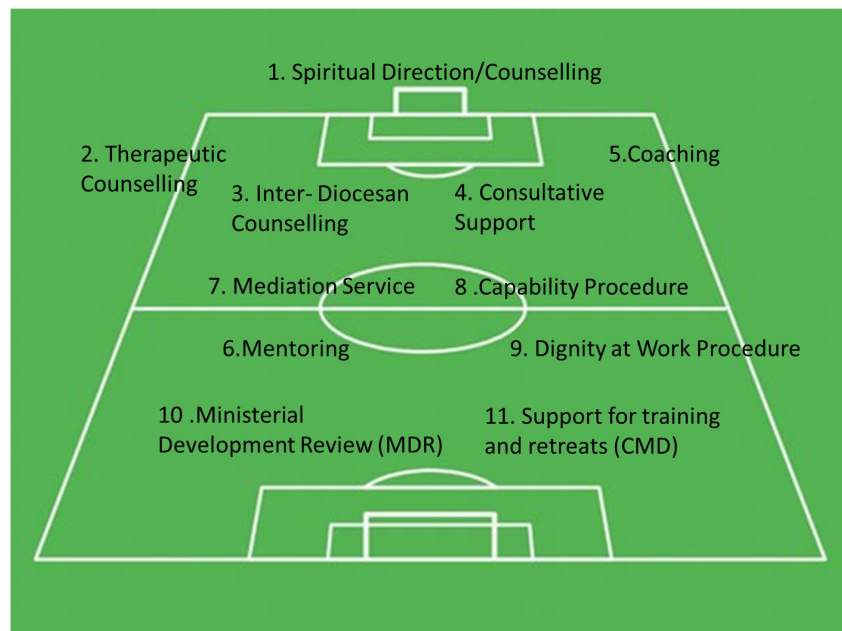 1. Spiritual Direction/Counselling
2. Therapeutic
Counselling
3. Inter- Diocesan
Counselling
4. Consultative
Support
5.Coaching
7. Mediation Service
8 .Capability Procedure
6.Mentoring
9. Dignity at Work Procedure
10 .Ministerial
Development Review (MDR)
11. Support for training
and retreats (CMD)